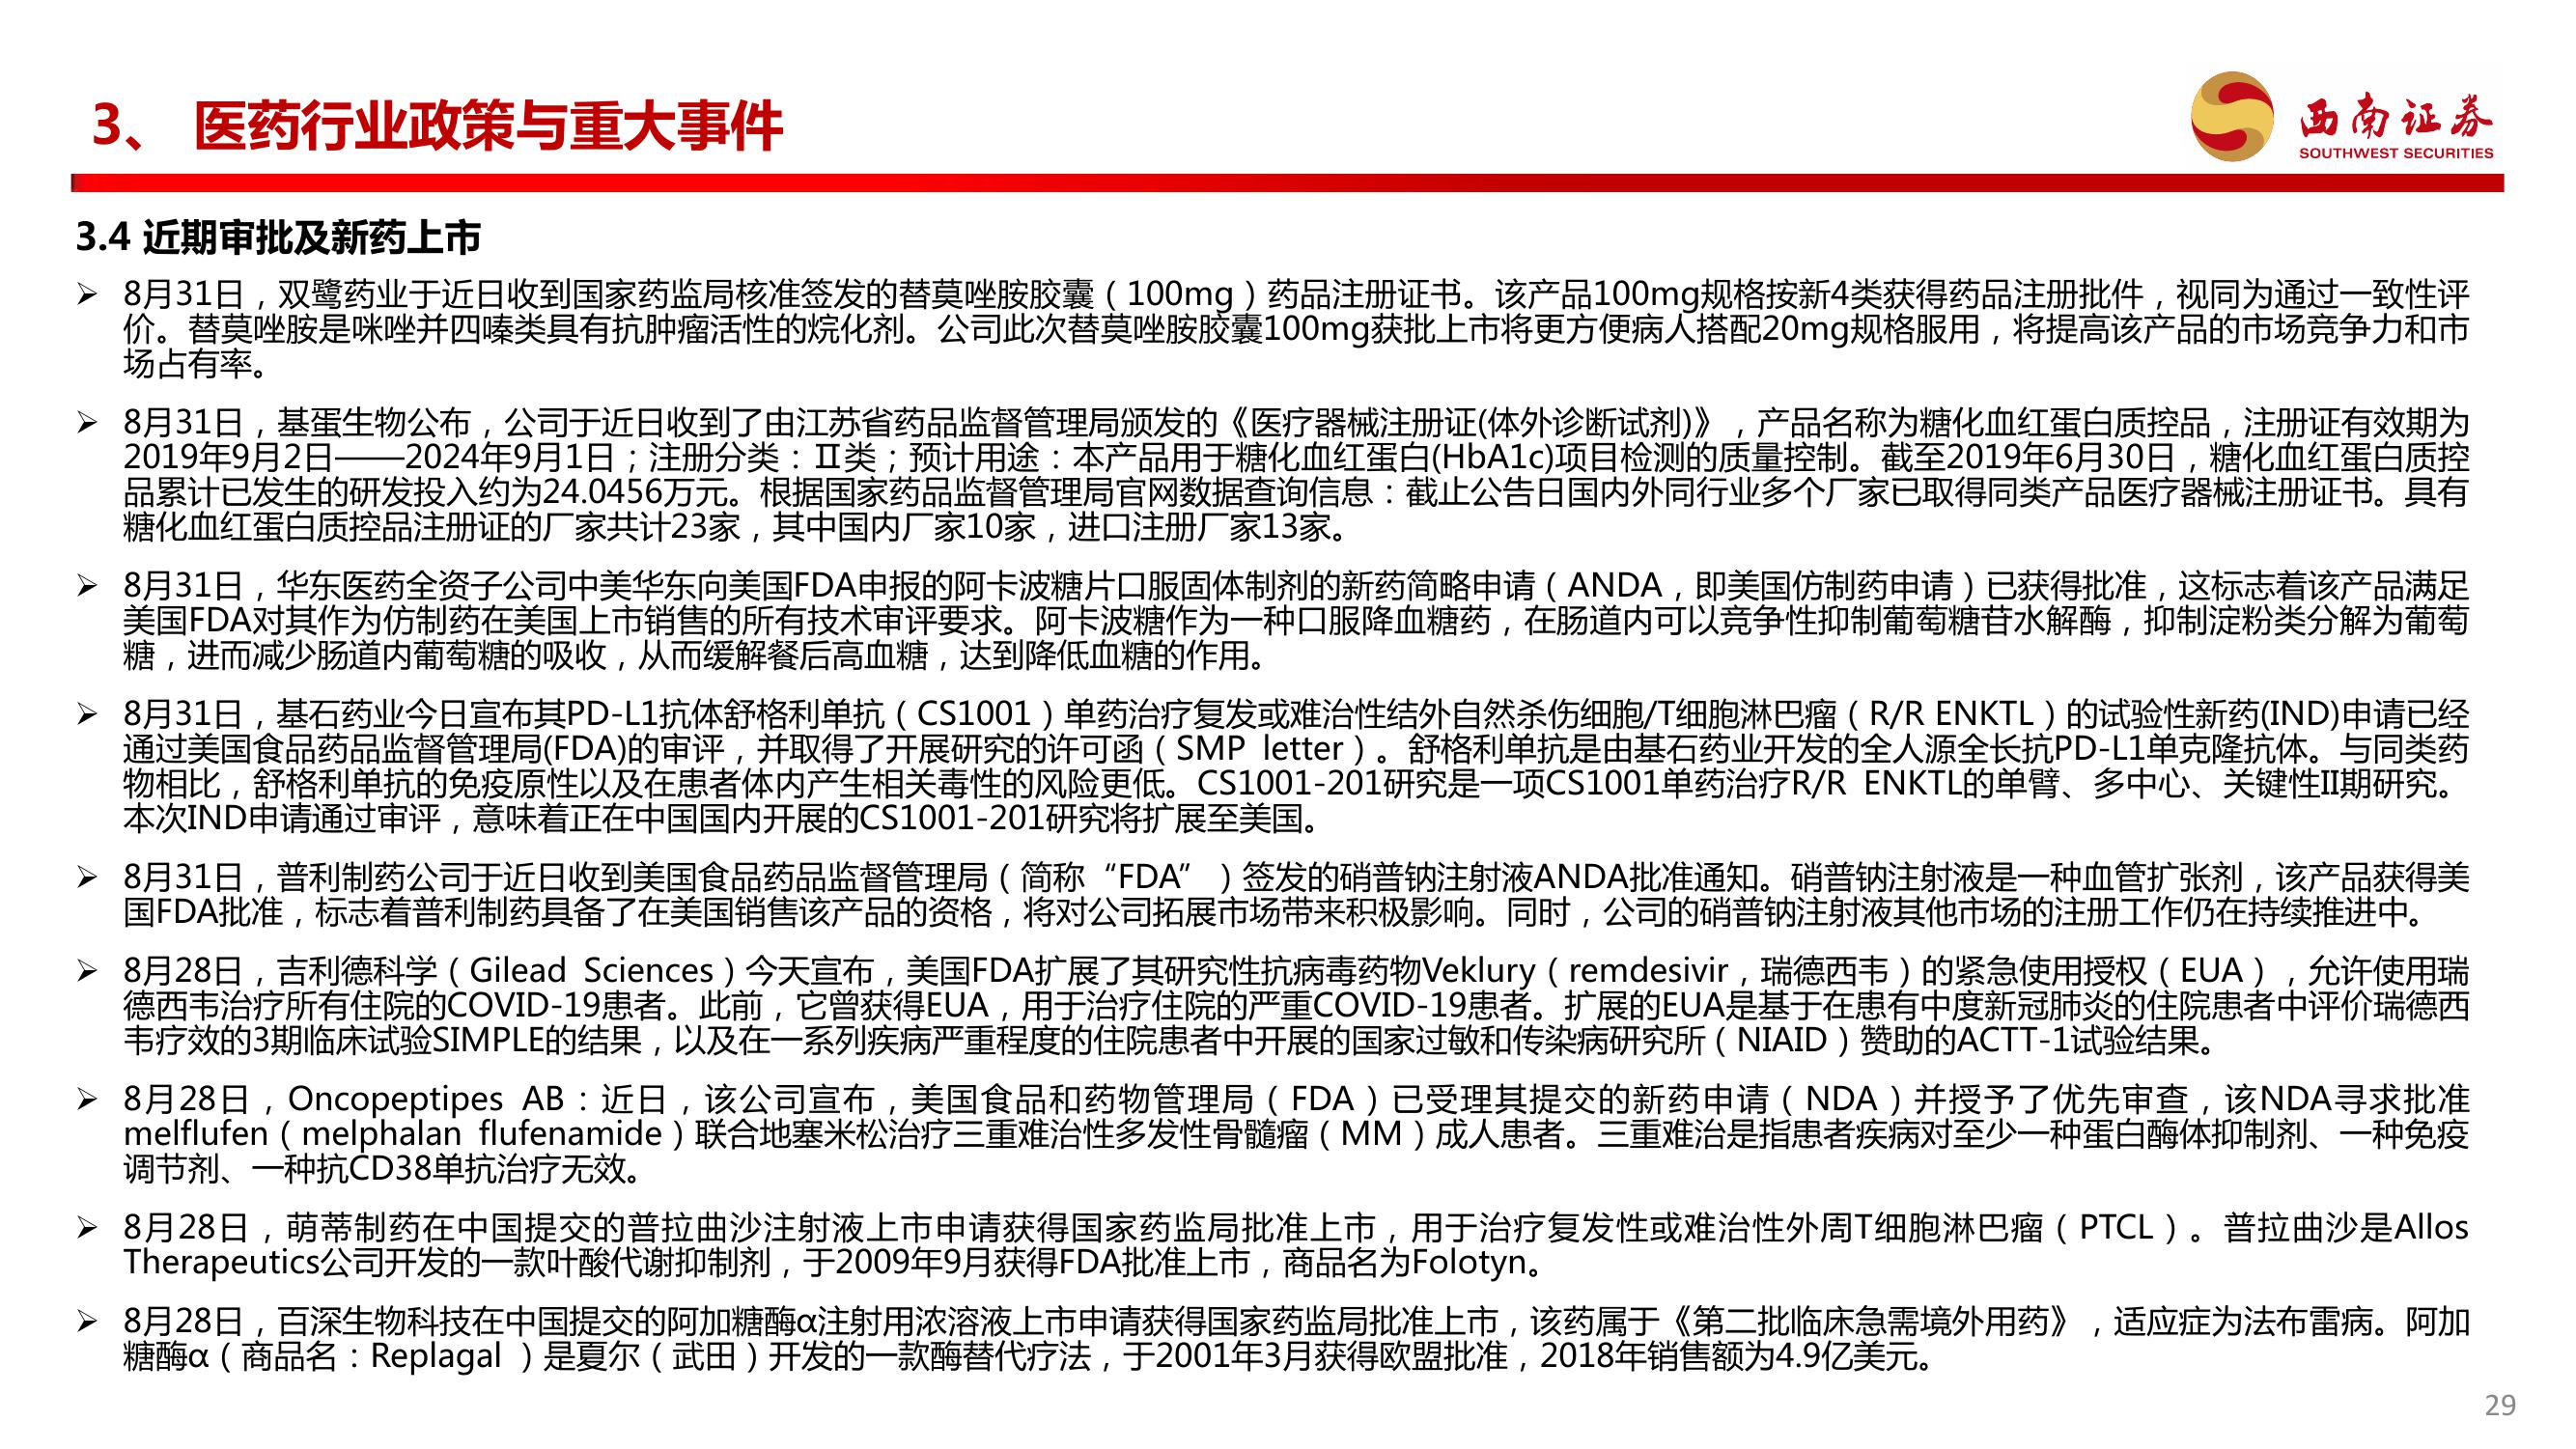 3、 医药行业政策与重大事件
西南证券
SOUTHWEST SECURITIES
3.4 近期审批及新药上市
➢ 8月31日，双鹭药业于近日收到国家药监局核准签发的替莫唑胺胶囊（100mg）药品注册证书。该产品100mg规格按新4类获得药品注册批件，视同为通过一致性评
价。替莫唑胺是咪唑并四嗪类具有抗肿瘤活性的烷化剂。公司此次替莫唑胺胶囊100mg获批上市将更方便病人搭配20mg规格服用，将提高该产品的市场竞争力和市
场占有率。
➢ 8月31日，基蛋生物公布，公司于近日收到了由江苏省药品监督管理局颁发的《医疗器械注册证(体外诊断试剂)》，产品名称为糖化血红蛋白质控品，注册证有效期为
2019年9月2日——2024年9月1日；注册分类：Ⅱ类；预计用途：本产品用于糖化血红蛋白(HbA1c)项目检测的质量控制。截至2019年6月30日，糖化血红蛋白质控
品累计已发生的研发投入约为24.0456万元。根据国家药品监督管理局官网数据查询信息：截止公告日国内外同行业多个厂家已取得同类产品医疗器械注册证书。具有
糖化血红蛋白质控品注册证的厂家共计23家，其中国内厂家10家，进口注册厂家13家。
➢ 8月31日，华东医药全资子公司中美华东向美国FDA申报的阿卡波糖片口服固体制剂的新药简略申请（ANDA，即美国仿制药申请）已获得批准，这标志着该产品满足
美国FDA对其作为仿制药在美国上市销售的所有技术审评要求。阿卡波糖作为一种口服降血糖药，在肠道内可以竞争性抑制葡萄糖苷水解酶，抑制淀粉类分解为葡萄
糖，进而减少肠道内葡萄糖的吸收，从而缓解餐后高血糖，达到降低血糖的作用。
➢ 8月31日，基石药业今日宣布其PD-L1抗体舒格利单抗（CS1001）单药治疗复发或难治性结外自然杀伤细胞/T细胞淋巴瘤（R/R ENKTL）的试验性新药(IND)申请已经
通过美国食品药品监督管理局(FDA)的审评，并取得了开展研究的许可函（SMP letter）。舒格利单抗是由基石药业开发的全人源全长抗PD-L1单克隆抗体。与同类药
物相比，舒格利单抗的免疫原性以及在患者体内产生相关毒性的风险更低。CS1001-201研究是一项CS1001单药治疗R/R ENKTL的单臂、多中心、关键性II期研究。
本次IND申请通过审评，意味着正在中国国内开展的CS1001-201研究将扩展至美国。
➢ 8月31日，普利制药公司于近日收到美国食品药品监督管理局（简称“FDA” ）签发的硝普钠注射液ANDA批准通知。硝普钠注射液是一种血管扩张剂，该产品获得美
国FDA批准，标志着普利制药具备了在美国销售该产品的资格，将对公司拓展市场带来积极影响。同时，公司的硝普钠注射液其他市场的注册工作仍在持续推进中。
➢ 8月28日，吉利德科学（Gilead Sciences）今天宣布，美国FDA扩展了其研究性抗病毒药物Veklury（remdesivir，瑞德西韦）的紧急使用授权（EUA），允许使用瑞
德西韦治疗所有住院的COVID-19患者。此前，它曾获得EUA，用于治疗住院的严重COVID-19患者。扩展的EUA是基于在患有中度新冠肺炎的住院患者中评价瑞德西
韦疗效的3期临床试验SIMPLE的结果，以及在一系列疾病严重程度的住院患者中开展的国家过敏和传染病研究所（NIAID）赞助的ACTT-1试验结果。
➢ 8月28日，Oncopeptipes AB：近日，该公司宣布，美国食品和药物管理局（FDA）已受理其提交的新药申请（NDA）并授予了优先审查，该NDA寻求批准
melflufen（melphalan flufenamide）联合地塞米松治疗三重难治性多发性骨髓瘤（MM）成人患者。三重难治是指患者疾病对至少一种蛋白酶体抑制剂、一种免疫
调节剂、一种抗CD38单抗治疗无效。
➢ 8月28日，萌蒂制药在中国提交的普拉曲沙注射液上市申请获得国家药监局批准上市，用于治疗复发性或难治性外周T细胞淋巴瘤（PTCL）。普拉曲沙是Allos
Therapeutics公司开发的一款叶酸代谢抑制剂，于2009年9月获得FDA批准上市，商品名为Folotyn。
➢ 8月28日，百深生物科技在中国提交的阿加糖酶α注射用浓溶液上市申请获得国家药监局批准上市，该药属于《第二批临床急需境外用药》，适应症为法布雷病。阿加
糖酶α（商品名：Replagal ）是夏尔（武田）开发的一款酶替代疗法，于2001年3月获得欧盟批准，2018年销售额为4.9亿美元。
29